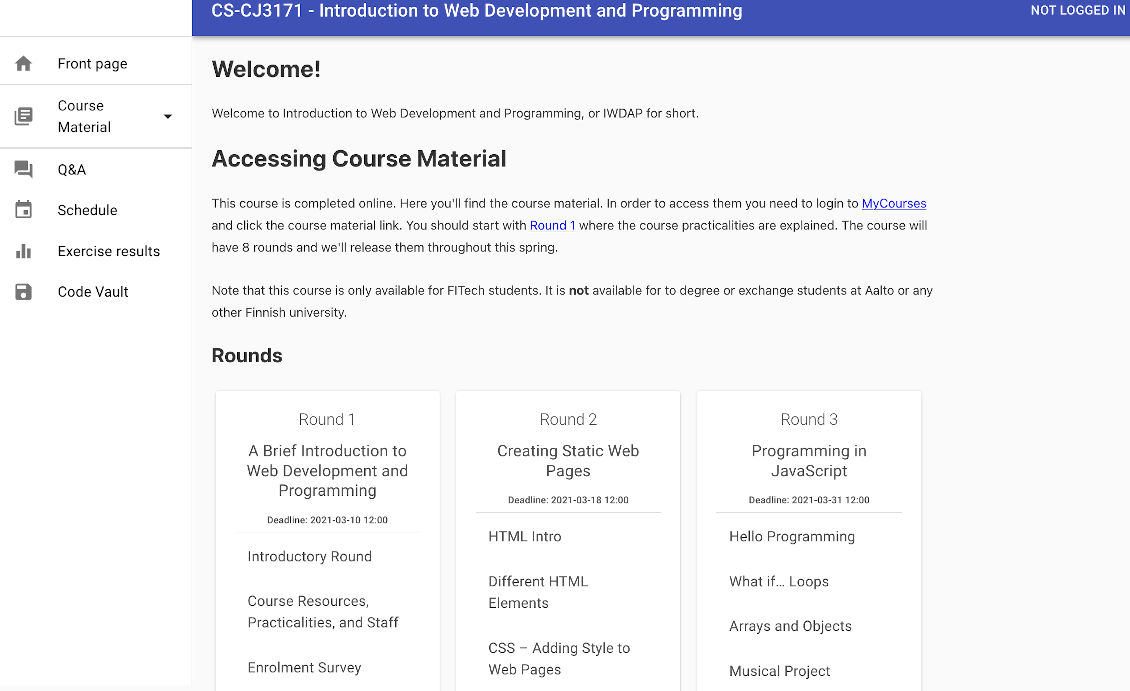 CS-CJ3171 - Introduction to Web Development and Programming
NOT LOGGED IN
Front page
Course
Material
Q&A
Schedule
Exercise results
Code Vault
Welcome!
Welcome to Introduction to Web Development and Programming, or IWDAP for short.
Accessing Course Material
This course is completed online. Here you'll find the course material. In order to access them you need to login to MyCourses
and click the course material link. You should start with Round 1 where the course practicalities are explained. The course will
have 8 rounds and we'll release them throughout this spring.
Note that this course is only available for FITech students. It is not available for to degree or exchange students at Aalto or any
other Finnish university.
Rounds
Round 1
A Brief Introduction to
Web Development and
Programming
Deadline: 2021-03-10 12:00
Introductory Round
Course Resources,
Practicalities, and Staff
Enrolment Survey
Round 2
Creating Static Web
Pages
Deadline: 2021-03-18 12:00
HTML Intro
Different HTML
Elements
CSS – Adding Style to
Web Pages
Round 3
Programming in
JavaScript
Deadline: 2021-03-31 12:00
Hello Programming
What if… Loops
Arrays and Objects
Musical Project